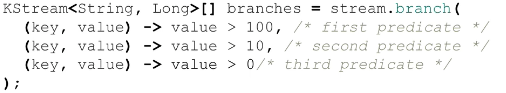 KStream<String, Long>[] branches = stream.branch(
  (key, value) -> value > 100, /* first predicate */
  (key, value) -> value > 10, /* second predicate */
  (key, value) -> value > 0/* third predicate */
);